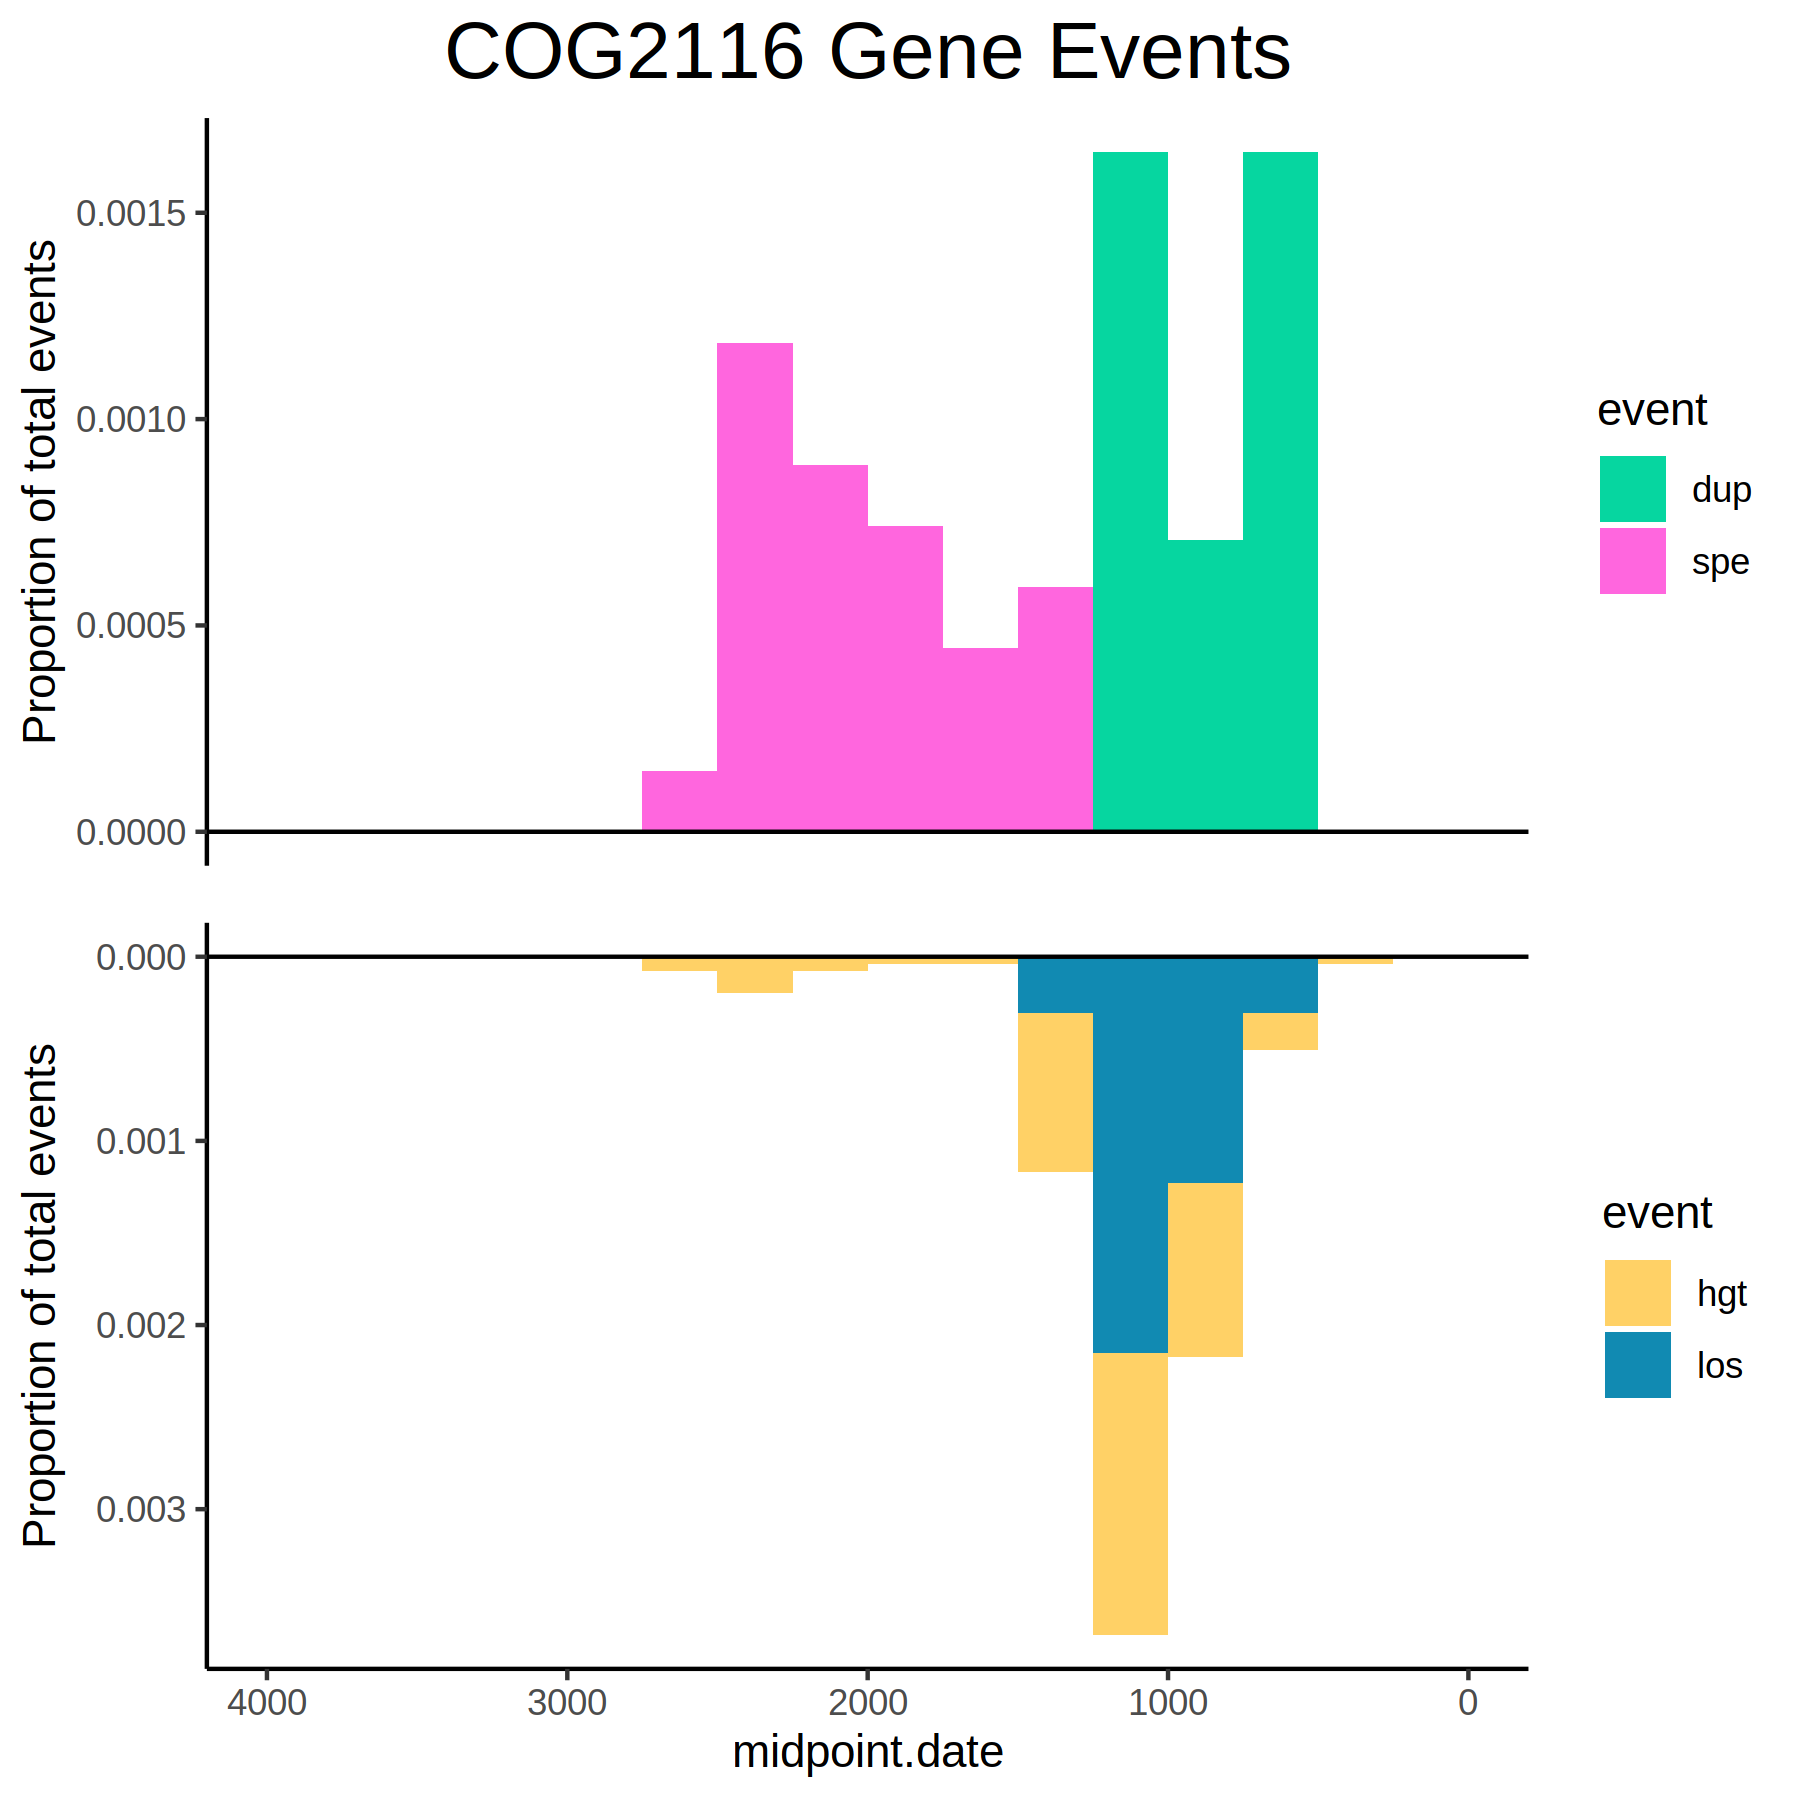 COG2116 Gene Events
Proportion of total events
0.0015
0.0010
0.0005
0.0000
event
dup
spe
Proportion of total events
0.000
0.001
0.002
0.003
event
hgt
los
4000 3000 2000 1000 0
midpoint.date